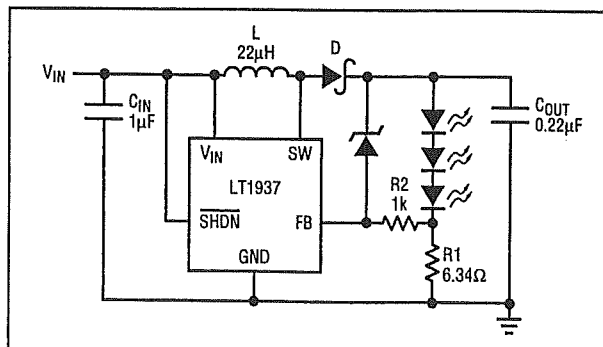 L
22µH
D
VIN
CIN
1µF
COUT
0.22µF
VIN
SW
LT1937
R2
1k
SHDN
FB
GND
R1
6.34Ω